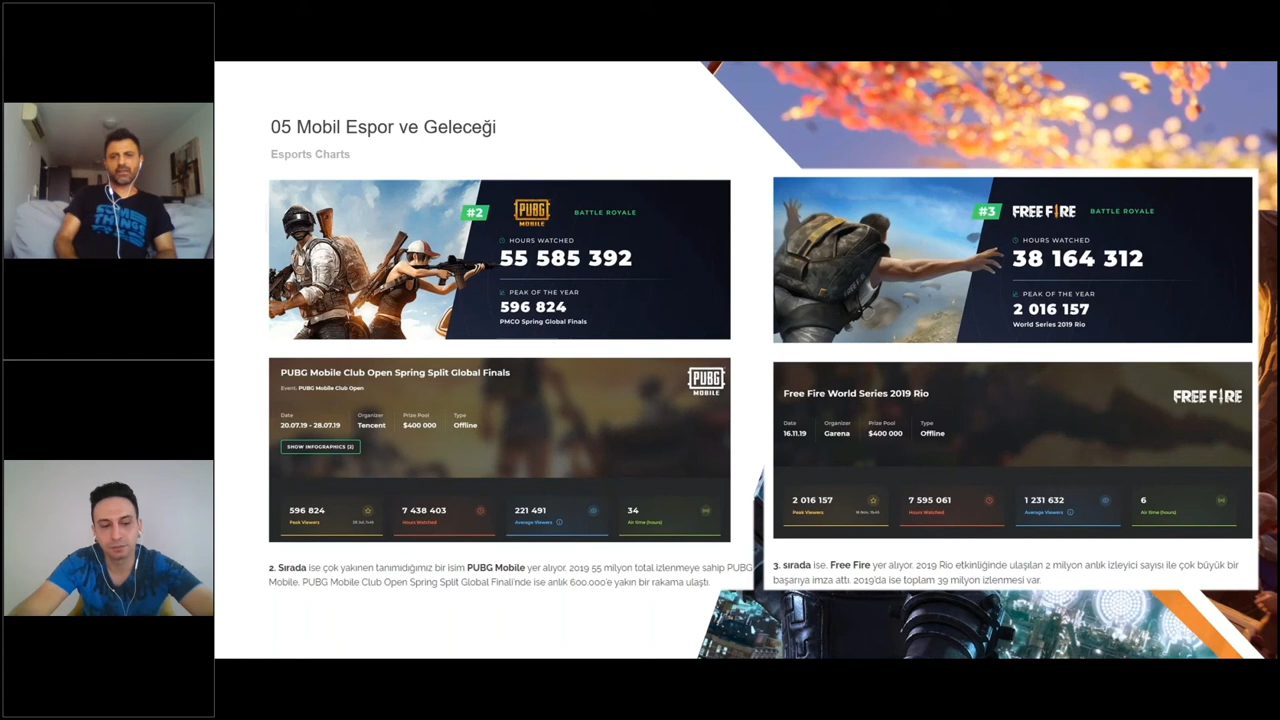 05 Mobil Espor ve Geleceği
Esports Charts
#2
PUBG
MOBILE
BATTLE ROYALE
HOURS WATCHED
55 585 392
PEAK OF THE YEAR
596 824
PMCO Spring Global Finals
PUBG Mobile Club Open Spring Split Global Finals
Event: PUBG Mobile Club Open
PUBG
MOBILE
Date Organizer Prize Pool Type
20.07.19 - 28.07.19 Tencent $400 000 Offline
SHOW INFOGRAPHICS (2)
596 824 7 438 403 221 491 34
Peak Viewers Hours Watched Average Viewers Air time (hours)
2. Sırada ise çok yakınen tanımıdığımız bir isim PUBG Mobile yer alıyor. 2019 55 milyon total izlenmeye sahip PUBG
Mobile. PUBG Mobile Club Open Spring Split Global Finali'nde ise anlık 600.000'e yakın bir rakama ulaştı.
#3
FREE FIRE
BATTLE ROYALE
HOURS WATCHED
38 164 312
PEAK OF THE YEAR
2 016 157
World Series 2019 Rio
Free Fire World Series 2019 Rio
FREE FIRE
Date Organizer Prize Pool Type
16.11.19 Garena $400 000 Offline
2 016 157 7 595 061 1 231 632 6
Peak Viewers Hours Watched Average Viewers Air time (hours)
3. sırada ise. Free Fire yer alıyor. 2019 Rio etkinliğinde ulaşılan 2 milyon anlık izleyici sayısı ile çok büyük bir
başarıya imza attı. 2019'da ise toplam 39 milyon izlenmesi var.